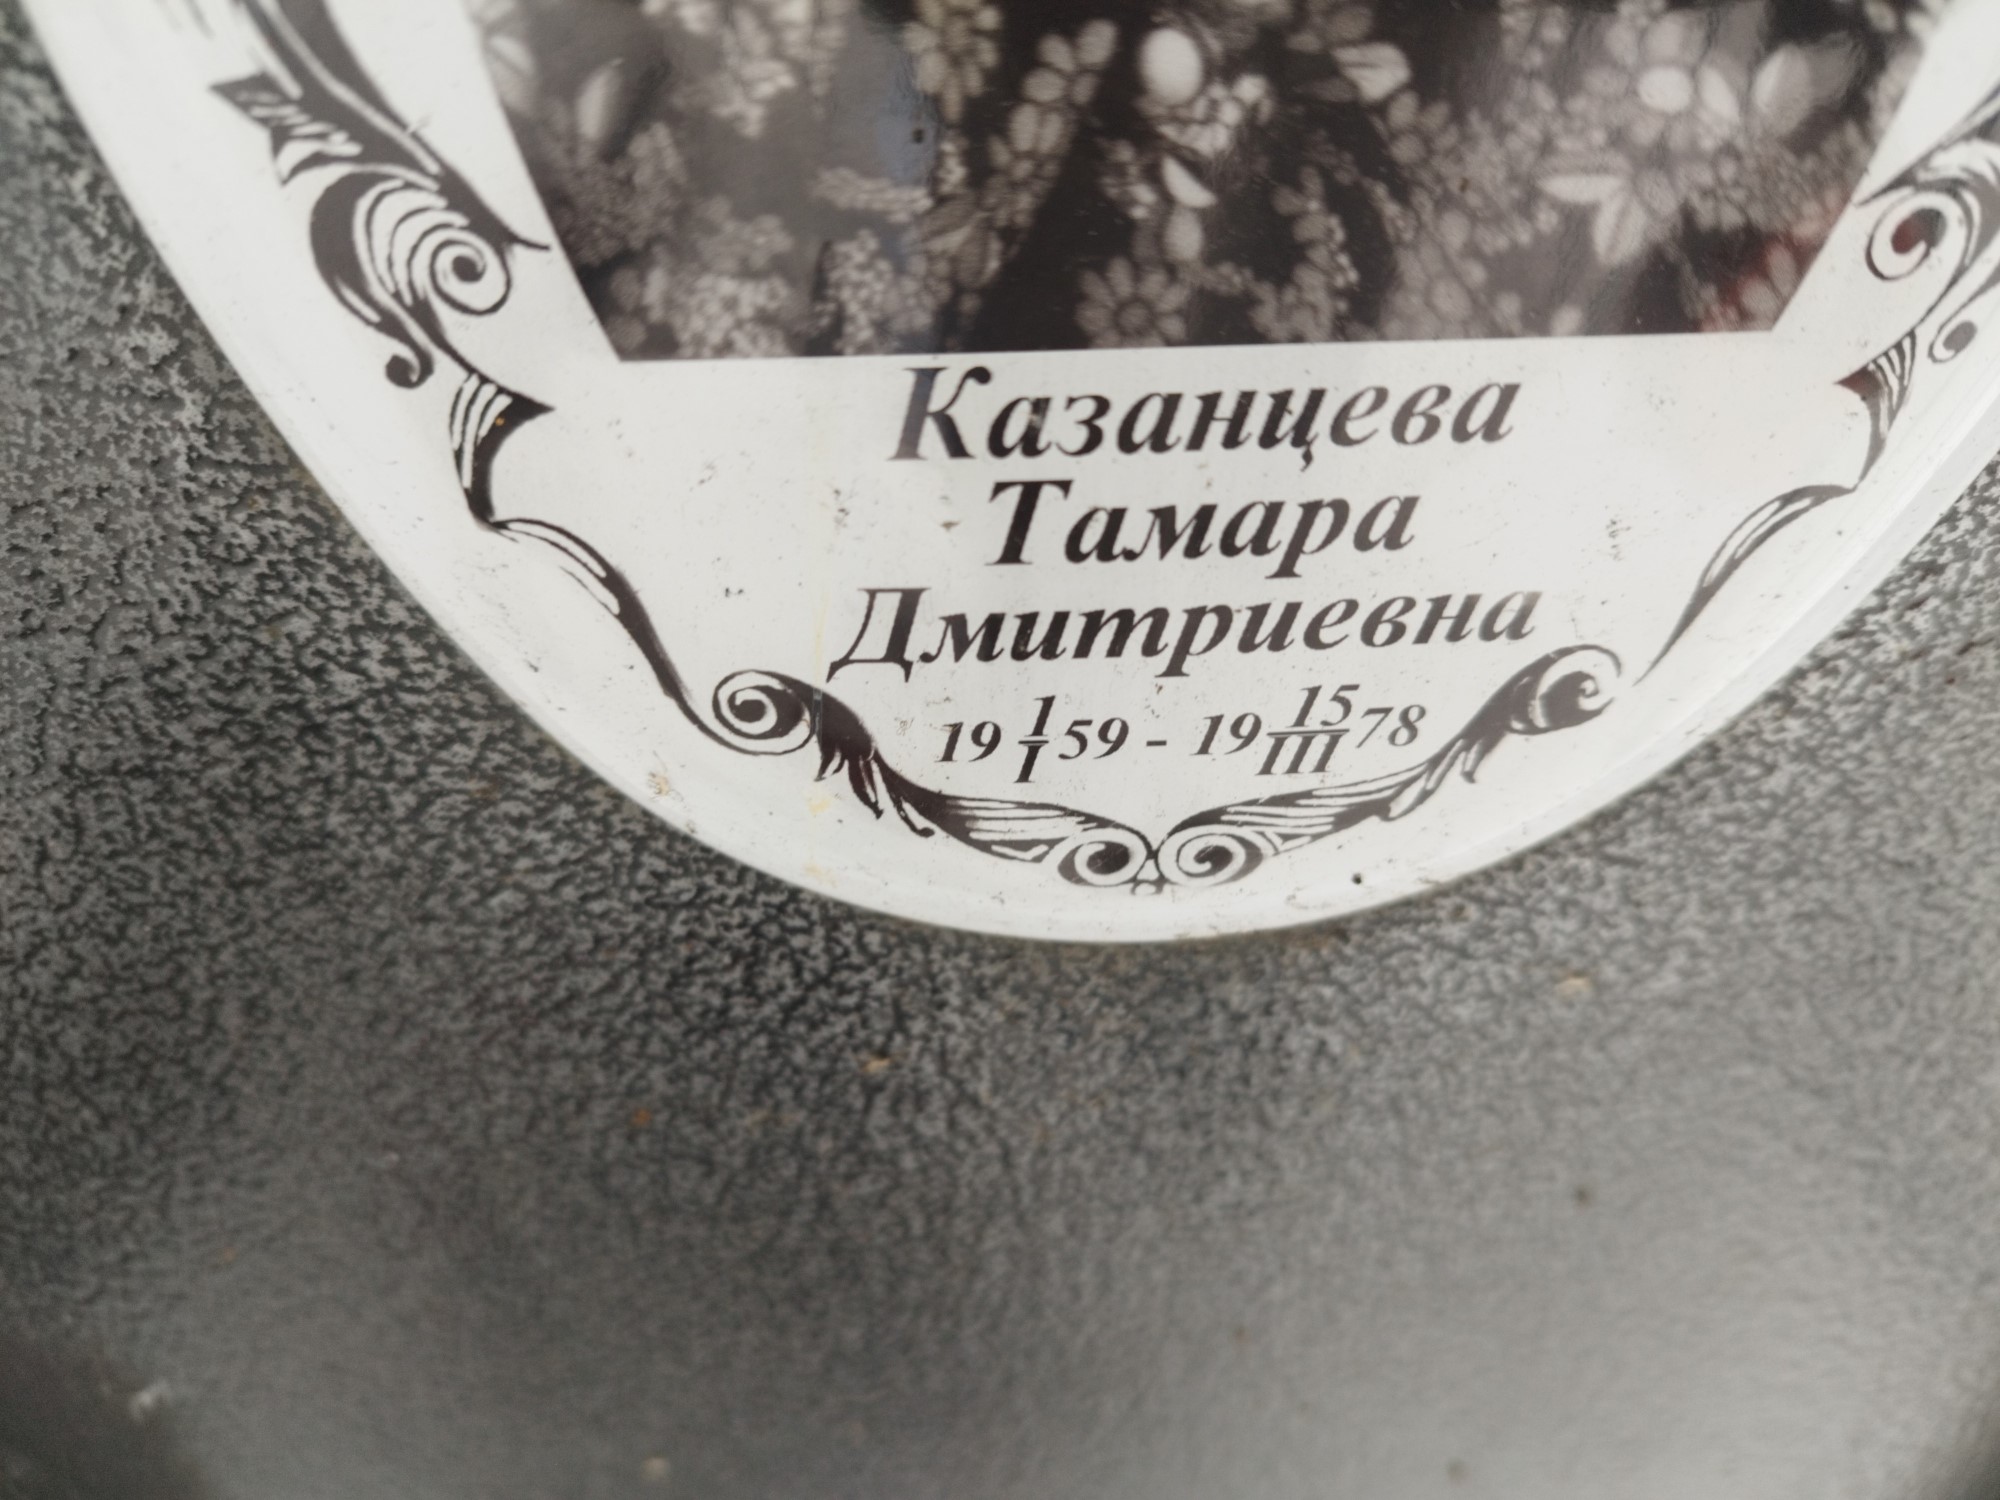 Казанцева
Тамара
Дмитриевна
19 1/I 59 - 19 15/III 78